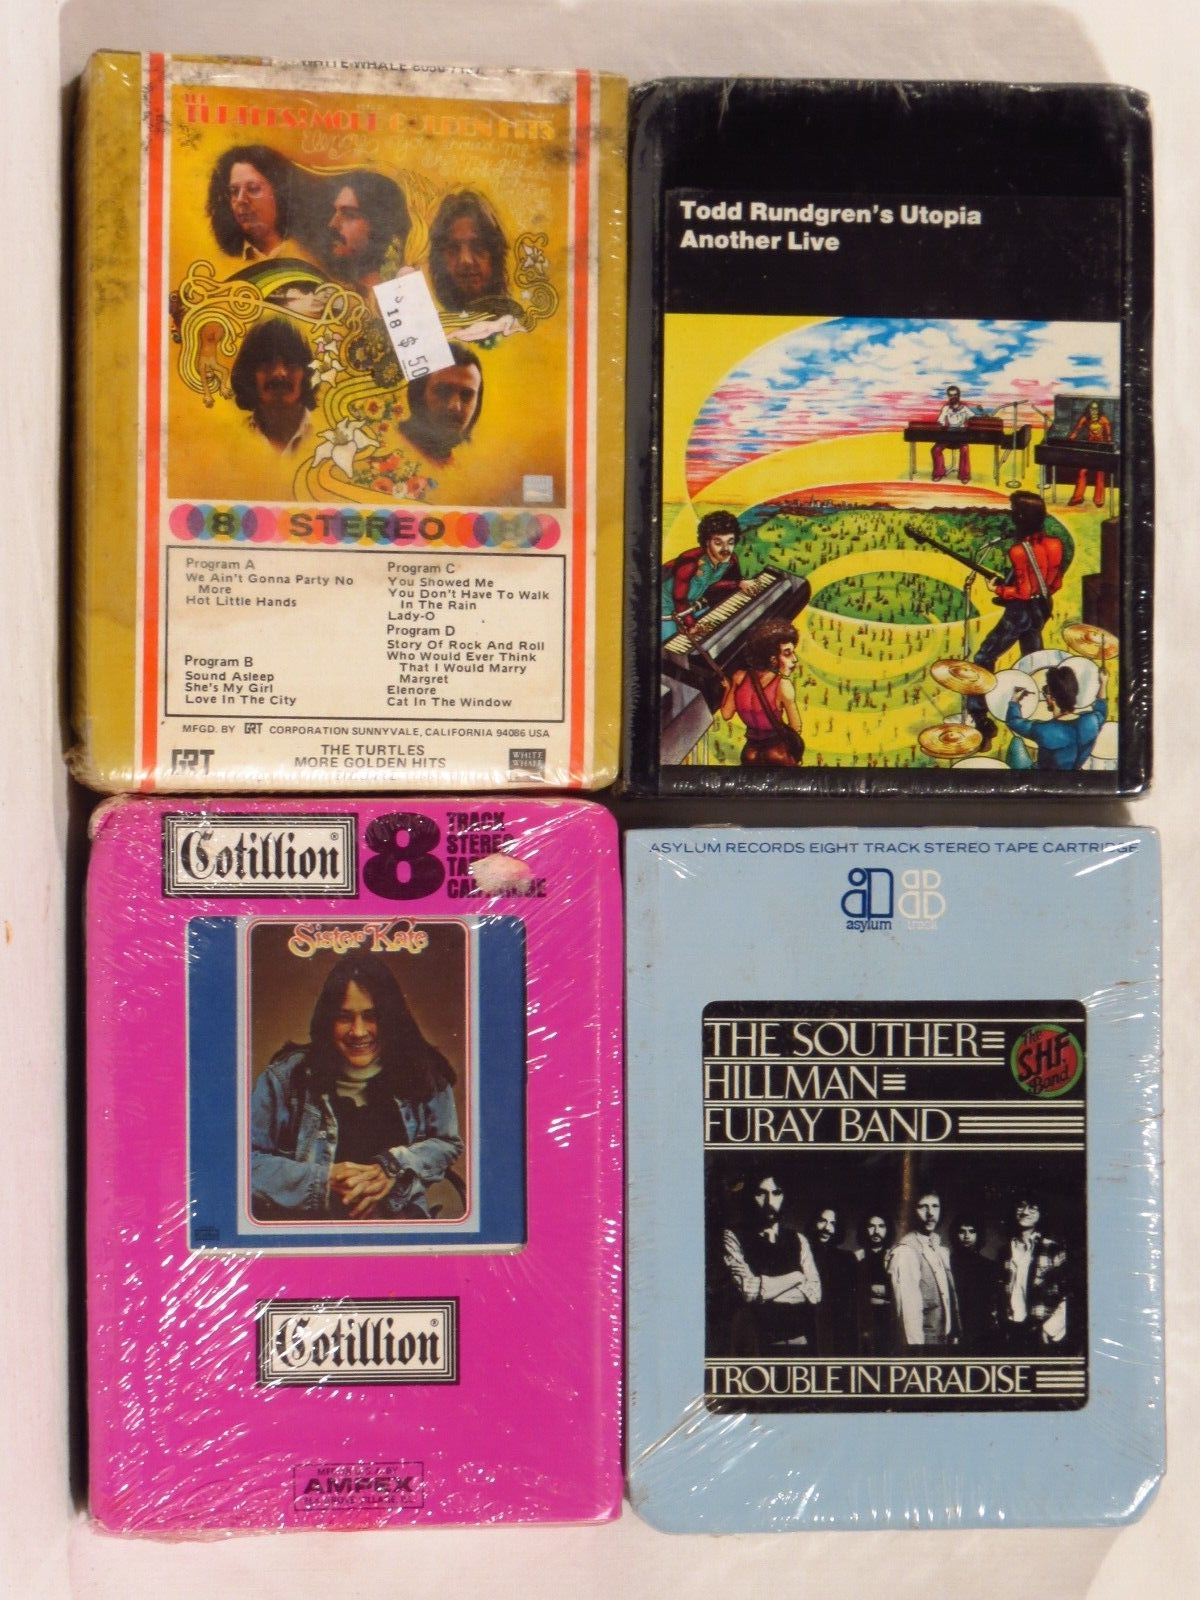 WHITE WHALE
THE TURTLES! MORE GOLDEN HITS
18 $
50
8 STEREO 8
Program A
We Ain't Gonna Party No
More
Hot Little Hands
Program B
Sound Asleep
She's My Girl
Love In The City
Program C
You Showed Me
You Don't Have To Walk
In The Rain
Lady-O
Program D
Story Of Rock And Roll
Who Would Ever Think
That I Would Marry
Margret
Elenore
Cat In The Window
MFGD. BY GRT CORPORATION SUNNYVALE, CALIFORNIA 94086 USA
GRT
THE TURTLES
MORE GOLDEN HITS
WHITE
WHALE
Todd Rundgren's Utopia
Another Live
Cotillion®
8
TRACK
STEREO
TAPE
CARTRIDGE
Sister Kate
Cotillion®
AMPEX
ASYLUM RECORDS EIGHT TRACK STEREO TAPE CARTRIDGE
asylum
track
THE SOUTHER
HILLMAN
FURAY BAND
The
S.H.F.
Band
TROUBLE IN PARADISE